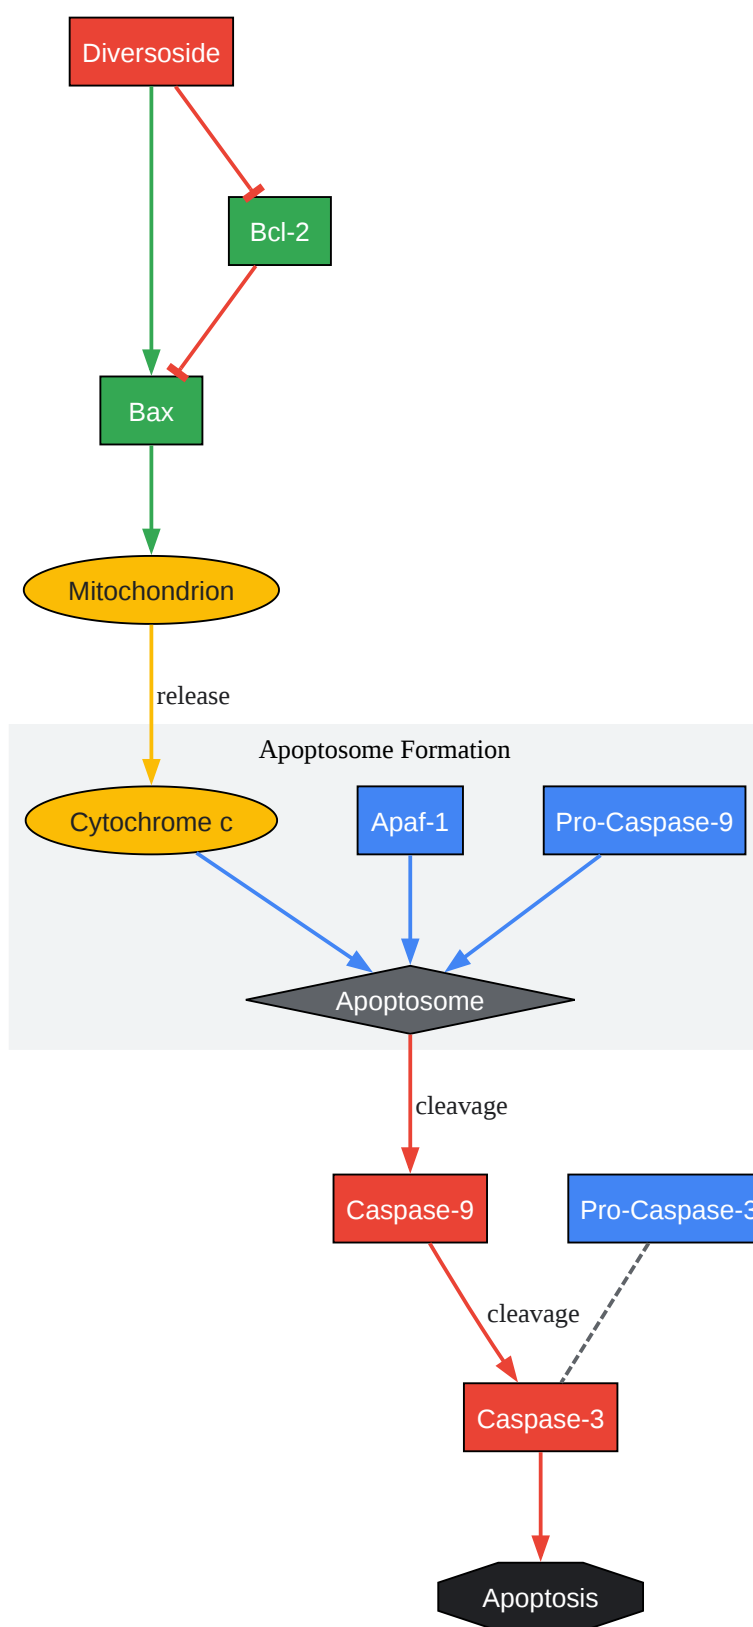 Diversoside
Bcl-2
Bax
Mitochondrion
release
Apoptosome Formation
Cytochrome c
Apaf-1
Pro-Caspase-9
Apoptosome
cleavage
Caspase-9
Pro-Caspase-3
cleavage
Caspase-3
Apoptosis